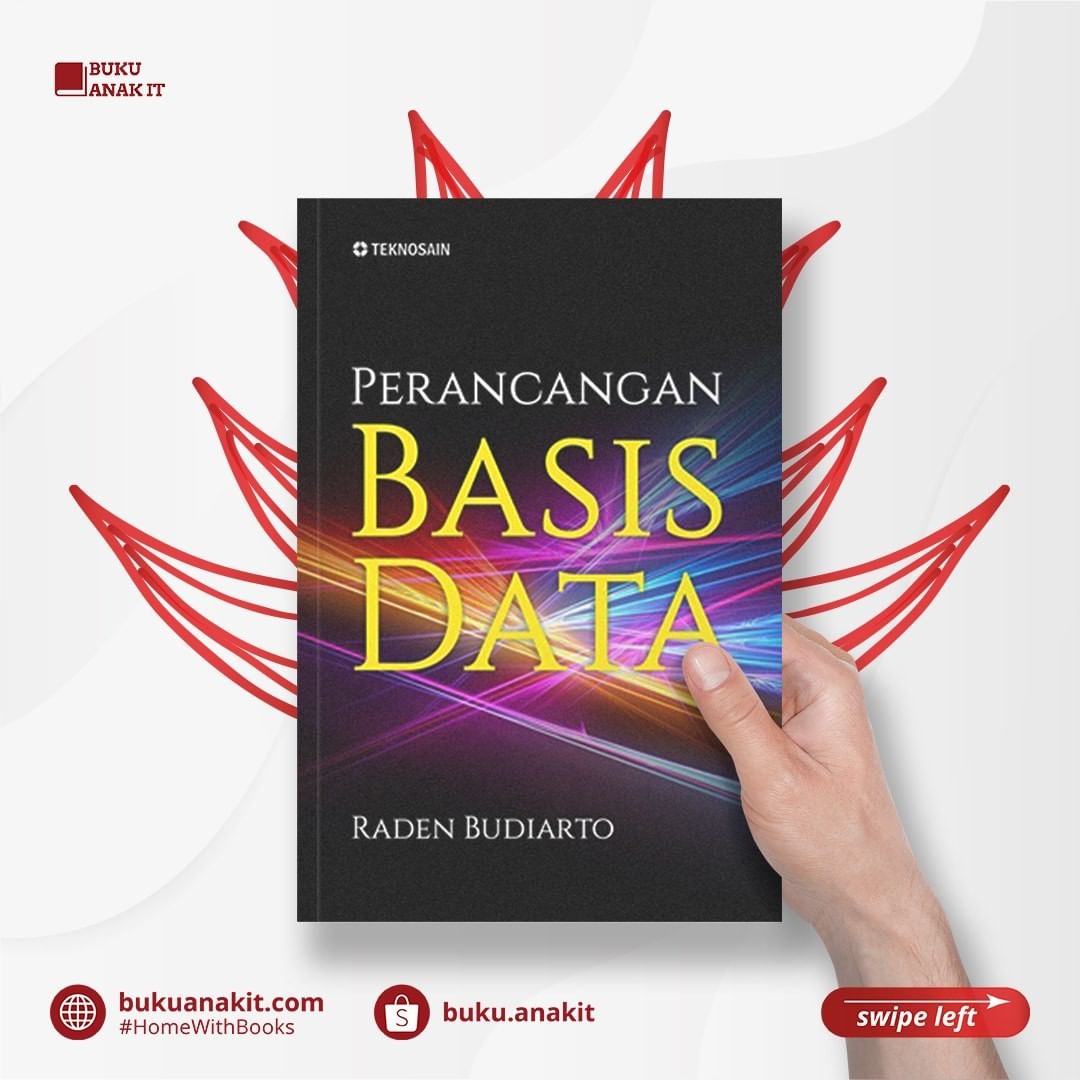 BUKU
ANAK IT
TEKNOSAIN
PERANCANGAN
BASIS
DATA
RADEN BUDIARTO
bukuanakit.com
#HomeWithBooks
S
buku.anakit
swipe left